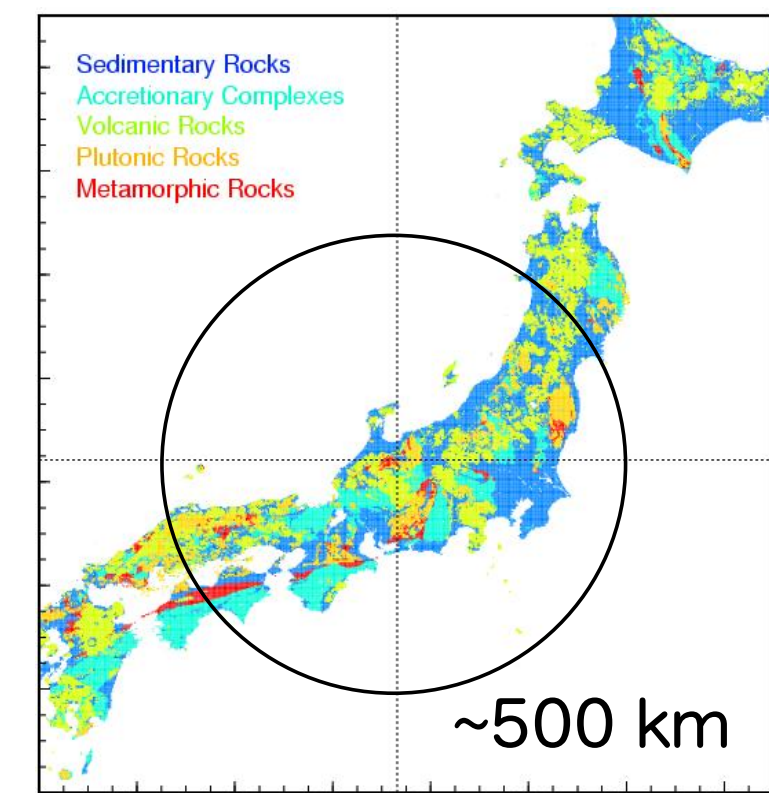 Sedimentary Rocks
Accretionary Complexes
Volcanic Rocks
Plutonic Rocks
Metamorphic Rocks
~500 km